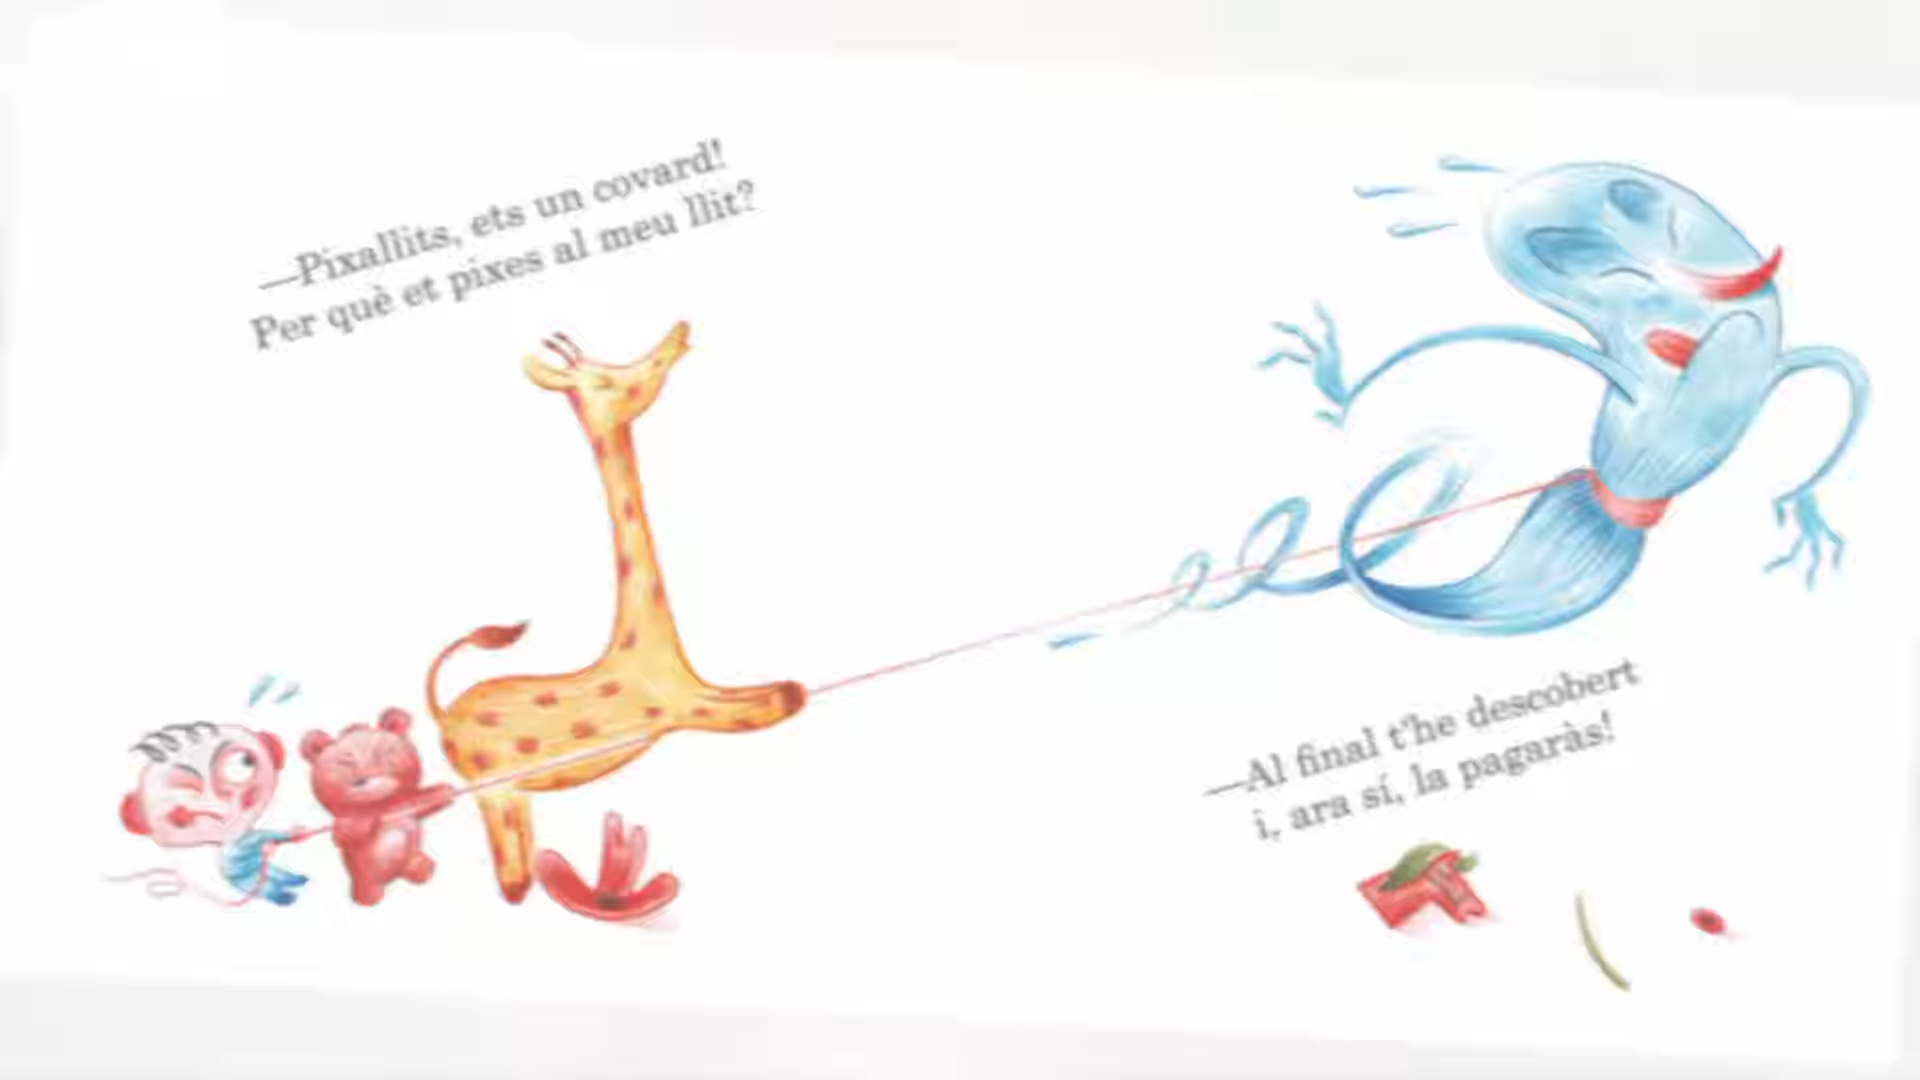 —Pixallits, ets un covard!
Per què et pixes al meu llit?
—Al final t'he descobert
i, ara sí, la pagaràs!